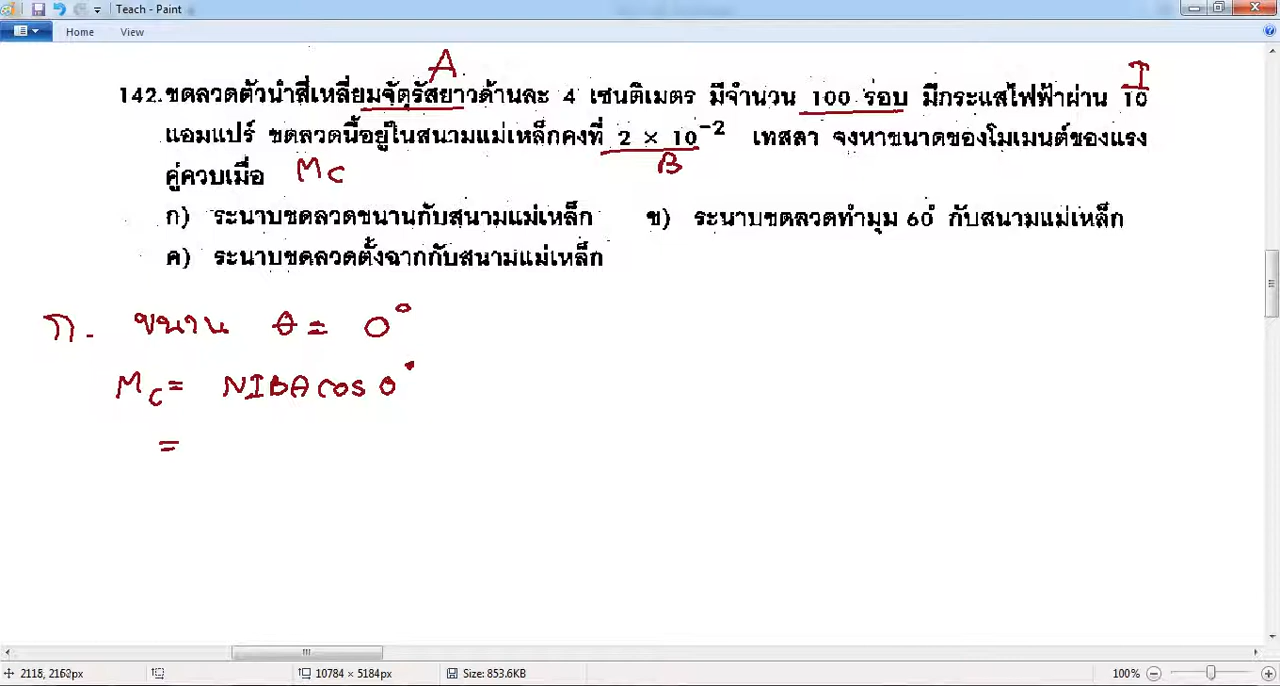 Teach - Paint
Home View
A
I
142. ขดลวดตัวนำสี่เหลี่ยมจัตุรัสยาวด้านละ 4 เซนติเมตร มีจำนวน 100 รอบ มีกระแสไฟฟ้าผ่าน 10
แอมแปร์ ขดลวดนี้อยู่ในสนามแม่เหล็กคงที่ 2 × 10⁻² เทสลา จงหาขนาดของโมเมนต์ของแรง
คู่ควบเมื่อ Mc B
ก) ระนาบขดลวดขนานกับสนามแม่เหล็ก ข) ระนาบขดลวดทำมุม 60° กับสนามแม่เหล็ก
ค) ระนาบขดลวดตั้งฉากกับสนามแม่เหล็ก
ก. ขนาน θ = 0°
Mc = NIBA cos θ°
=
2118, 2160px 10784 × 5184px Size: 853.6KB 100%